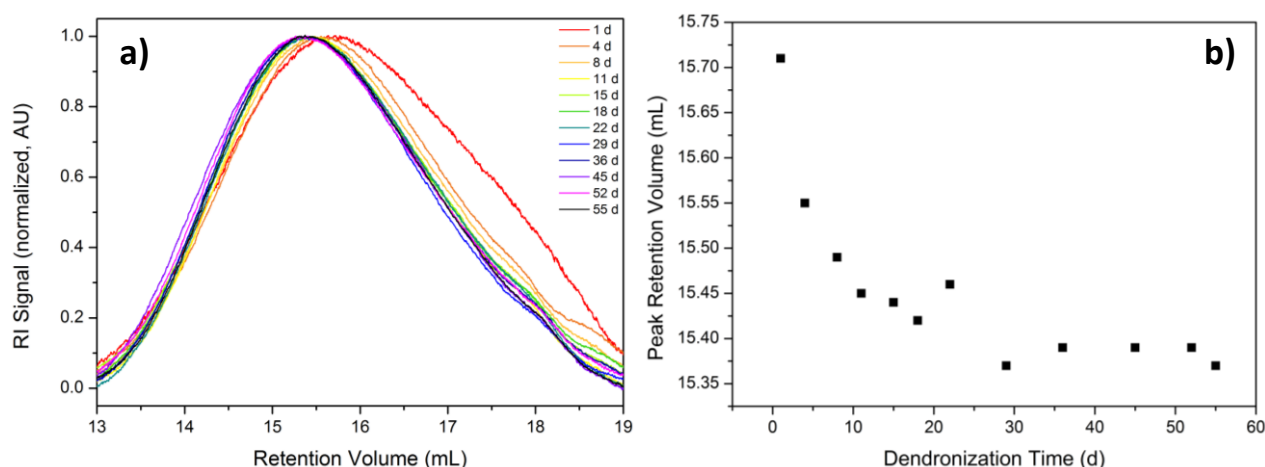 a)
RI Signal (normalized, AU)
1.0
0.8
0.6
0.4
0.2
0.0
13 14 15 16 17 18 19
Retention Volume (mL)
1 d
4 d
8 d
11 d
15 d
18 d
22 d
29 d
36 d
45 d
52 d
55 d
b)
Peak Retention Volume (mL)
15.75
15.70
15.65
15.60
15.55
15.50
15.45
15.40
15.35
0 10 20 30 40 50 60
Dendronization Time (d)